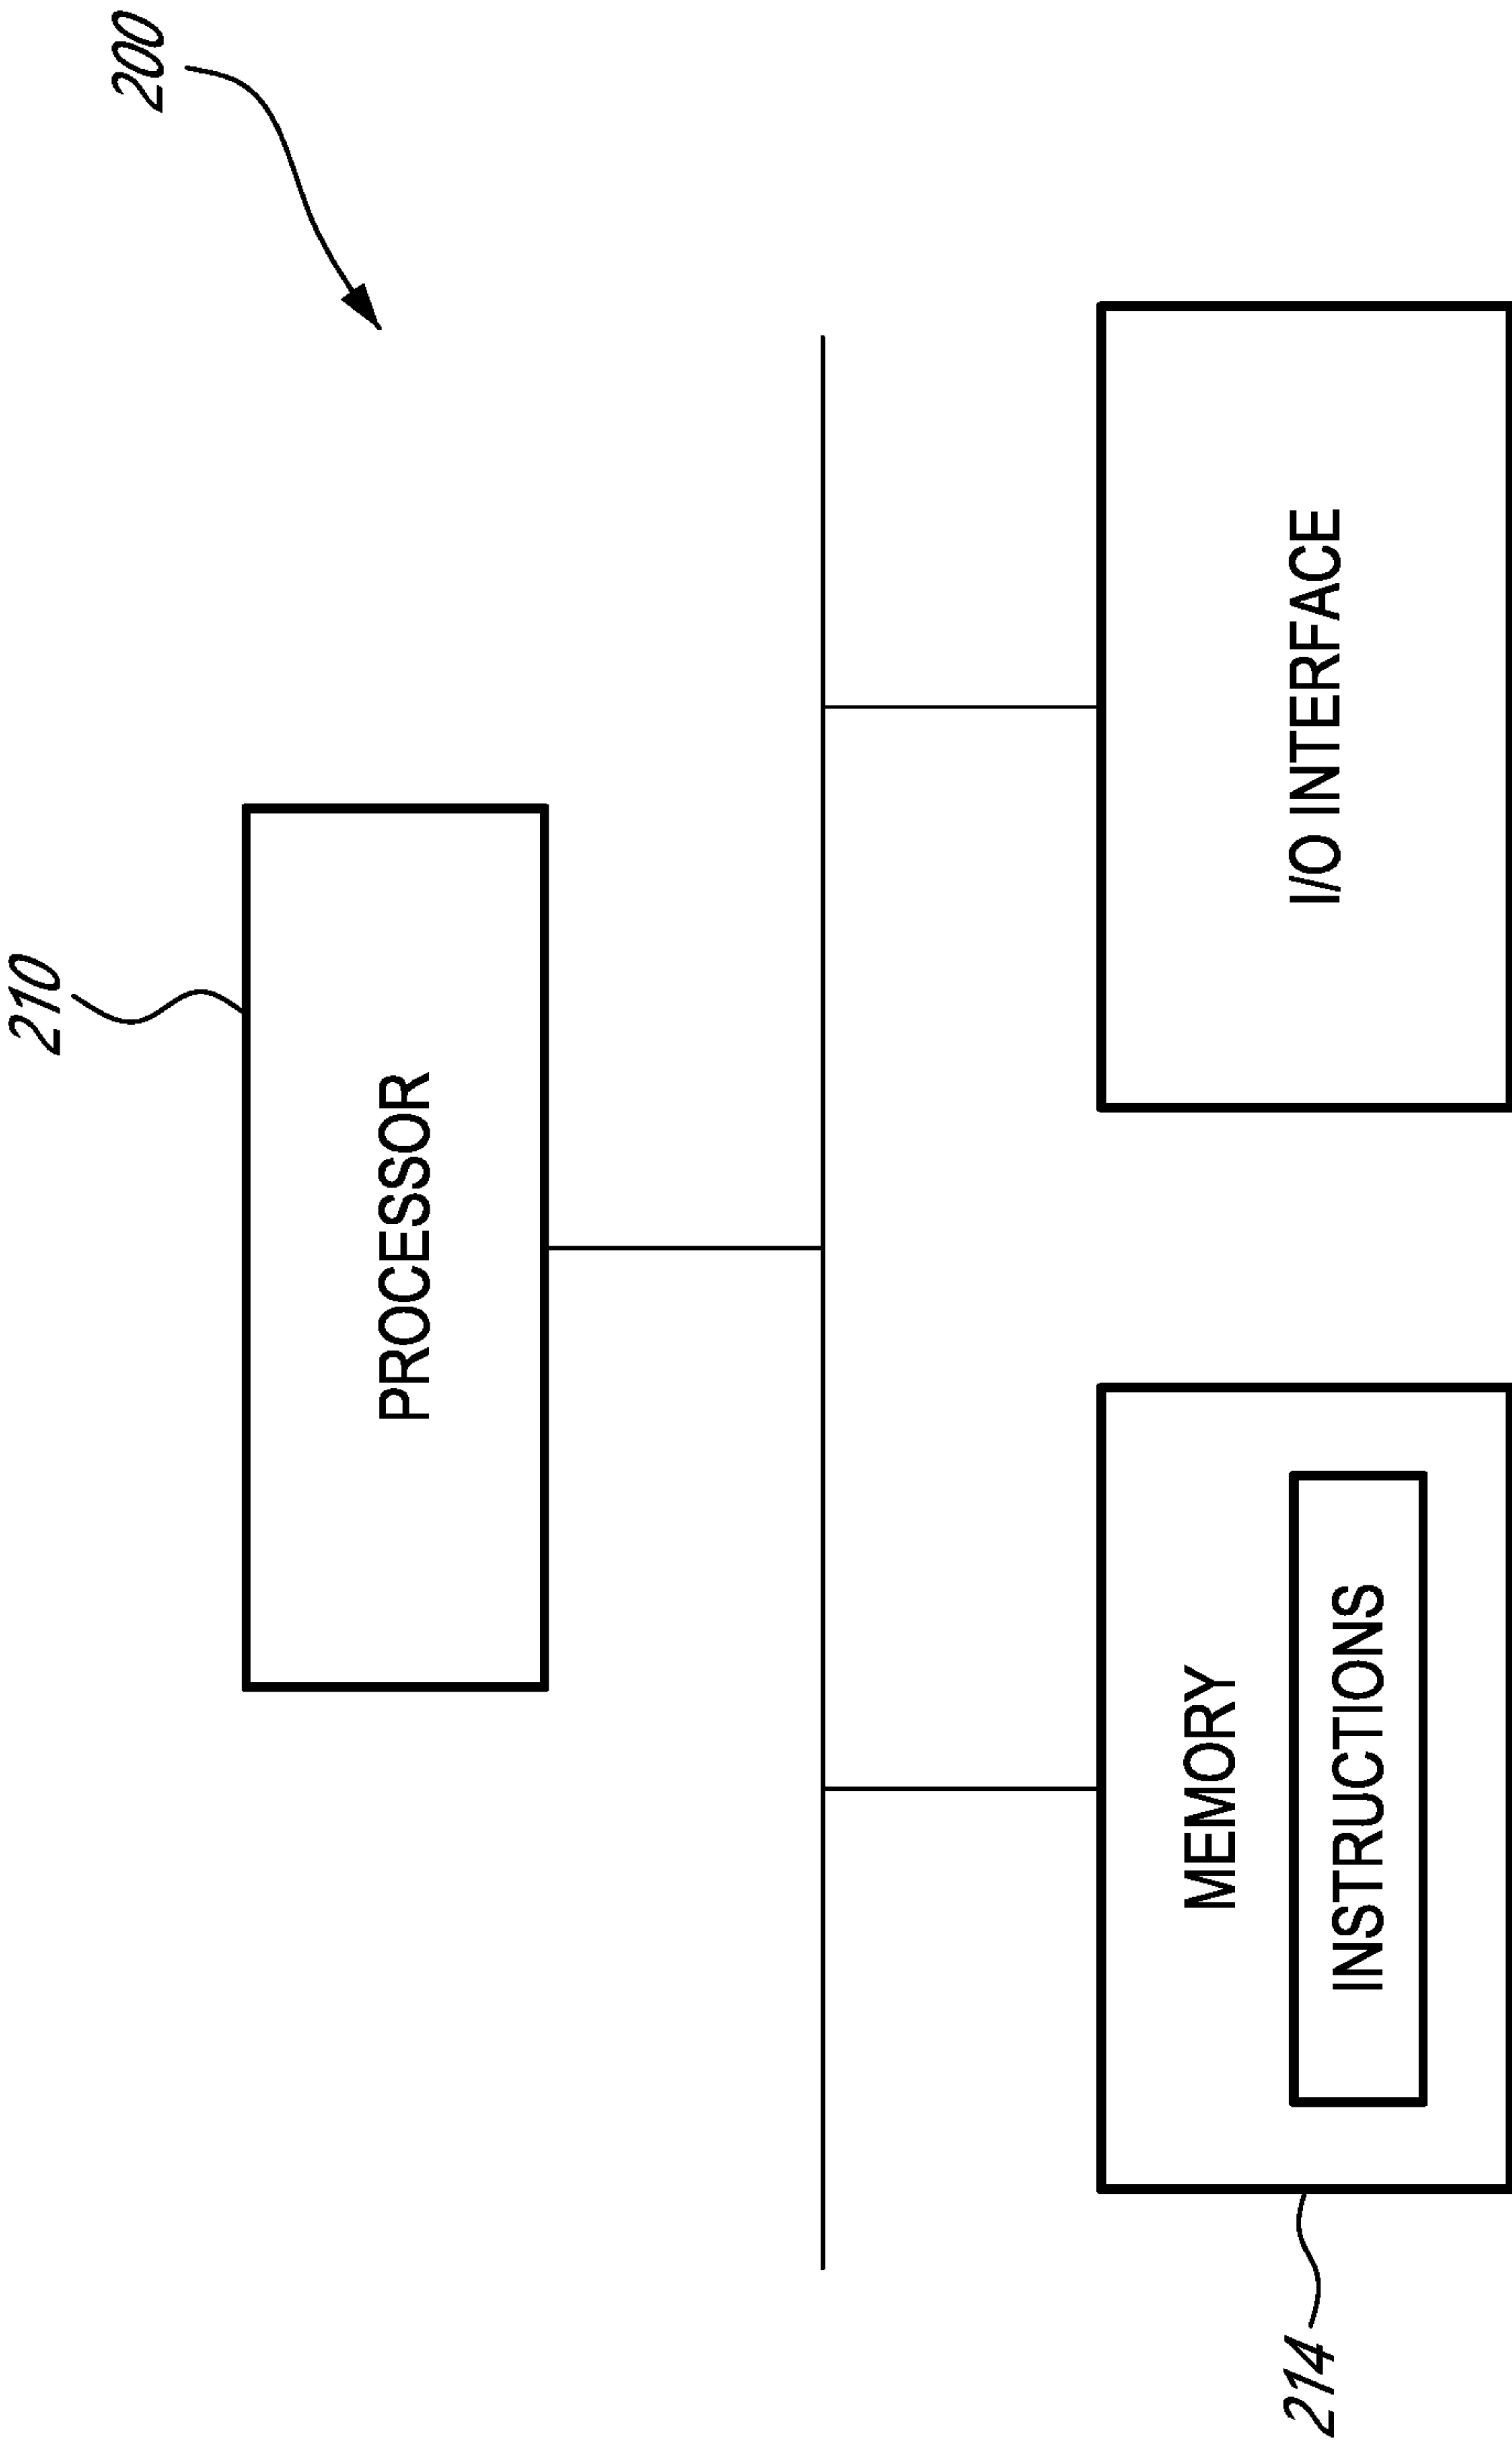 200
210
PROCESSOR
MEMORY
I/O INTERFACE
INSTRUCTIONS
214